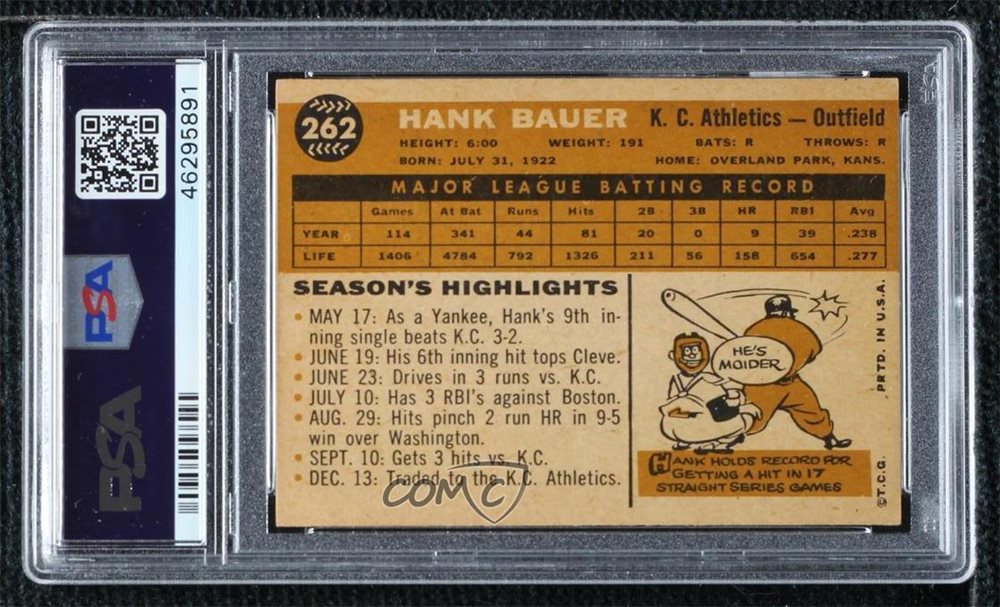 46295891
PSA
PSA
262
HANK BAUER K. C. Athletics — Outfield
HEIGHT: 6:00 WEIGHT: 191 BATS: R THROWS: R
BORN: JULY 31, 1922 HOME: OVERLAND PARK, KANS.
MAJOR LEAGUE BATTING RECORD
Games At Bat Runs Hits 2B 3B HR RBI Avg
YEAR 114 341 44 81 20 0 9 39 .238
LIFE 1406 4784 792 1326 211 56 158 654 .277
SEASON'S HIGHLIGHTS
• MAY 17: As a Yankee, Hank's 9th in-
ning single beats K.C. 3-2.
• JUNE 19: His 6th inning hit tops Cleve.
• JUNE 23: Drives in 3 runs vs. K.C.
• JULY 10: Has 3 RBI's against Boston.
• AUG. 29: Hits pinch 2 run HR in 9-5
win over Washington.
• SEPT. 10: Gets 3 hits vs. K.C.
• DEC. 13: Traded to the K.C. Athletics.
HE'S
MOIDER
HANK HOLDS RECORD FOR
GETTING A HIT IN 17
STRAIGHT SERIES GAMES
©T.C.G. PRTD. IN U.S.A.
COMC